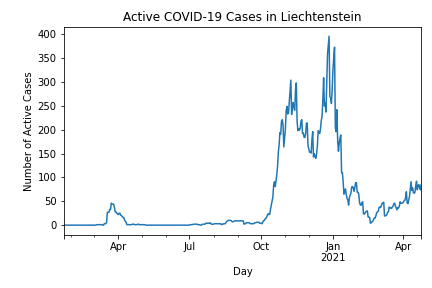 Active COVID-19 Cases in Liechtenstein
Number of Active Cases
400
350
300
250
200
150
100
50
0
Apr
Jul
Oct
Jan
2021
Apr
Day